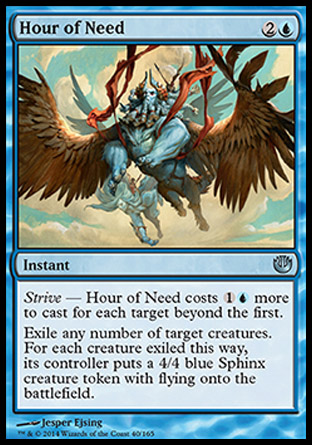 Hour of Need 2
Instant
Strive — Hour of Need costs 1 more
to cast for each target beyond the first.
Exile any number of target creatures.
For each creature exiled this way,
its controller puts a 4/4 blue Sphinx
creature token with flying onto the
battlefield.
Jesper Ejsing
™ & © 2014 Wizards of the Coast 40/165